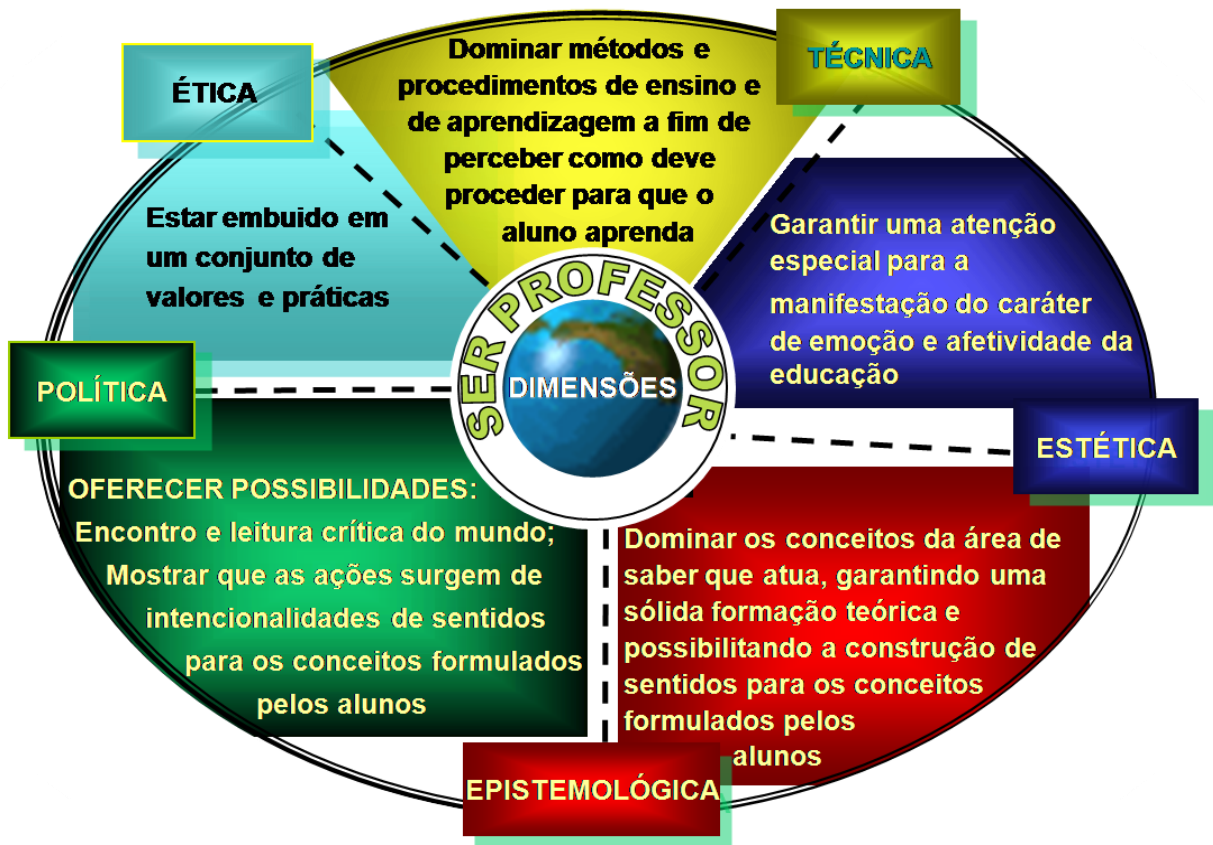 ÉTICA
Estar embuido em
um conjunto de
valores e práticas
Dominar métodos e
procedimentos de ensino e
de aprendizagem a fim de
perceber como deve
proceder para que o
aluno aprenda
TÉCNICA
Garantir uma atenção
especial para a
manifestação do caráter
de emoção e afetividade da
educação
SER PROFESSOR
DIMENSÕES
POLÍTICA
OFERECER POSSIBILIDADES:
Encontro e leitura crítica do mundo;
Mostrar que as ações surgem de
intencionalidades de sentidos
para os conceitos formulados
pelos alunos
ESTÉTICA
Dominar os conceitos da área de
saber que atua, garantindo uma
sólida formação teórica e
possibilitando a construção de
sentidos para os conceitos
formulados pelos
alunos
EPISTEMOLÓGICA